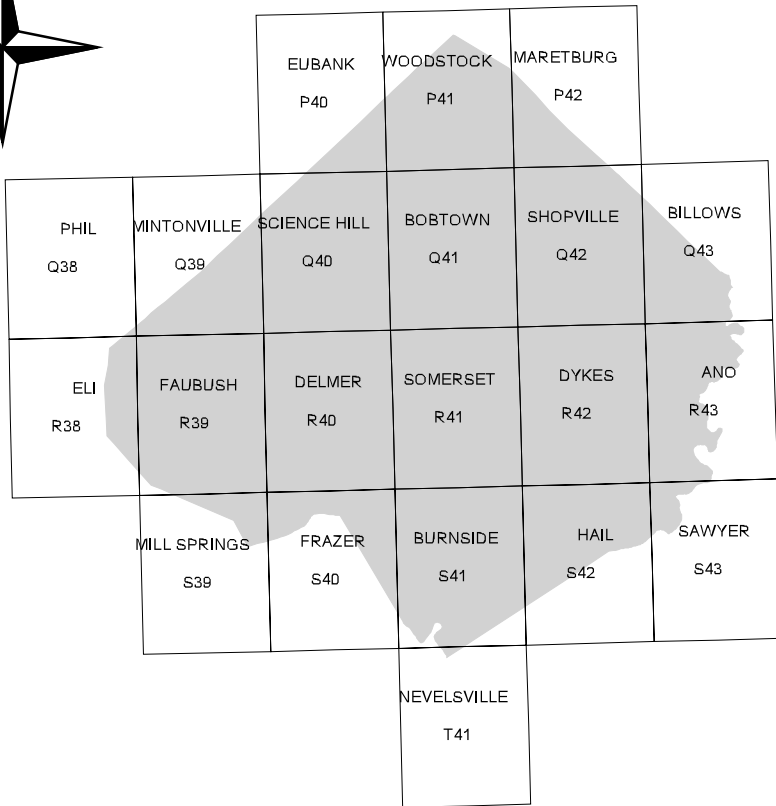 EUBANK
P40
WOODSTOCK
P41
MARETBURG
P42
PHIL
Q38
MINTONVILLE
Q39
SCIENCE HILL
Q40
BOBTOWN
Q41
SHOPVILLE
Q42
BILLOWS
Q43
ELI
R38
FAUBUSH
R39
DELMER
R40
SOMERSET
R41
DYKES
R42
ANO
R43
MILL SPRINGS
S39
FRAZER
S40
BURNSIDE
S41
HAIL
S42
SAWYER
S43
NEVELSVILLE
T41